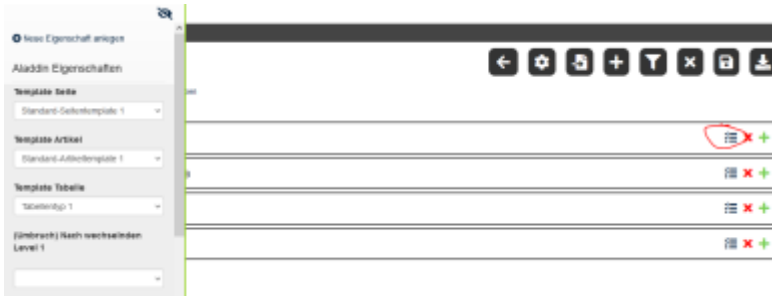 Neue Eigenschaft anlegen
Aladdin Eigenschaften
Template Seite
Standard-Seitentemplate 1
Template Artikel
Standard-Artikeltemplate 1
Template Tabelle
Tabellentyp 1
(Umbruch) Nach wechselnden
Level 1